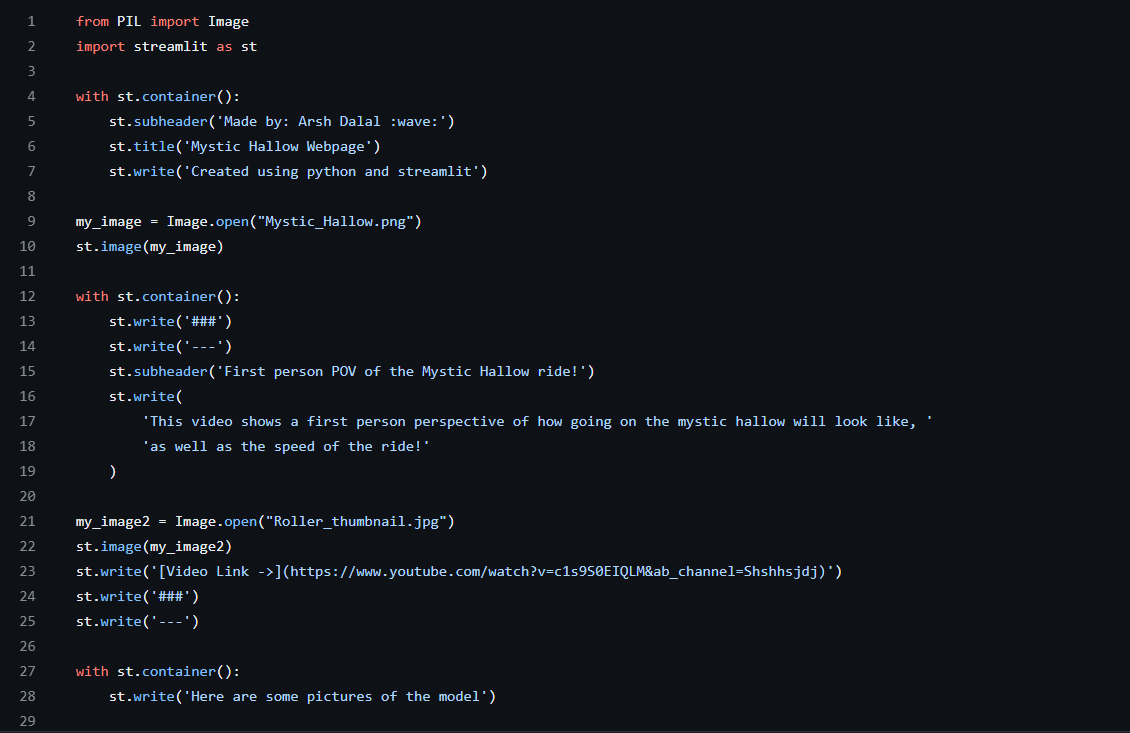 1 from PIL import Image
2 import streamlit as st
3
4 with st.container():
5     st.subheader('Made by: Arsh Dalal :wave:')
6     st.title('Mystic Hallow Webpage')
7     st.write('Created using python and streamlit')
8
9 my_image = Image.open("Mystic_Hallow.png")
10 st.image(my_image)
11
12 with st.container():
13     st.write('###')
14     st.write('---')
15     st.subheader('First person POV of the Mystic Hallow ride!')
16     st.write(
17         'This video shows a first person perspective of how going on the mystic hallow will look like, '
18         'as well as the speed of the ride!'
19     )
20
21 my_image2 = Image.open("Roller_thumbnail.jpg")
22 st.image(my_image2)
23 st.write('[Video Link ->](https://www.youtube.com/watch?v=c1s9S0EIQLM&ab_channel=Shshhsjdj)')
24 st.write('###')
25 st.write('---')
26
27 with st.container():
28     st.write('Here are some pictures of the model')
29